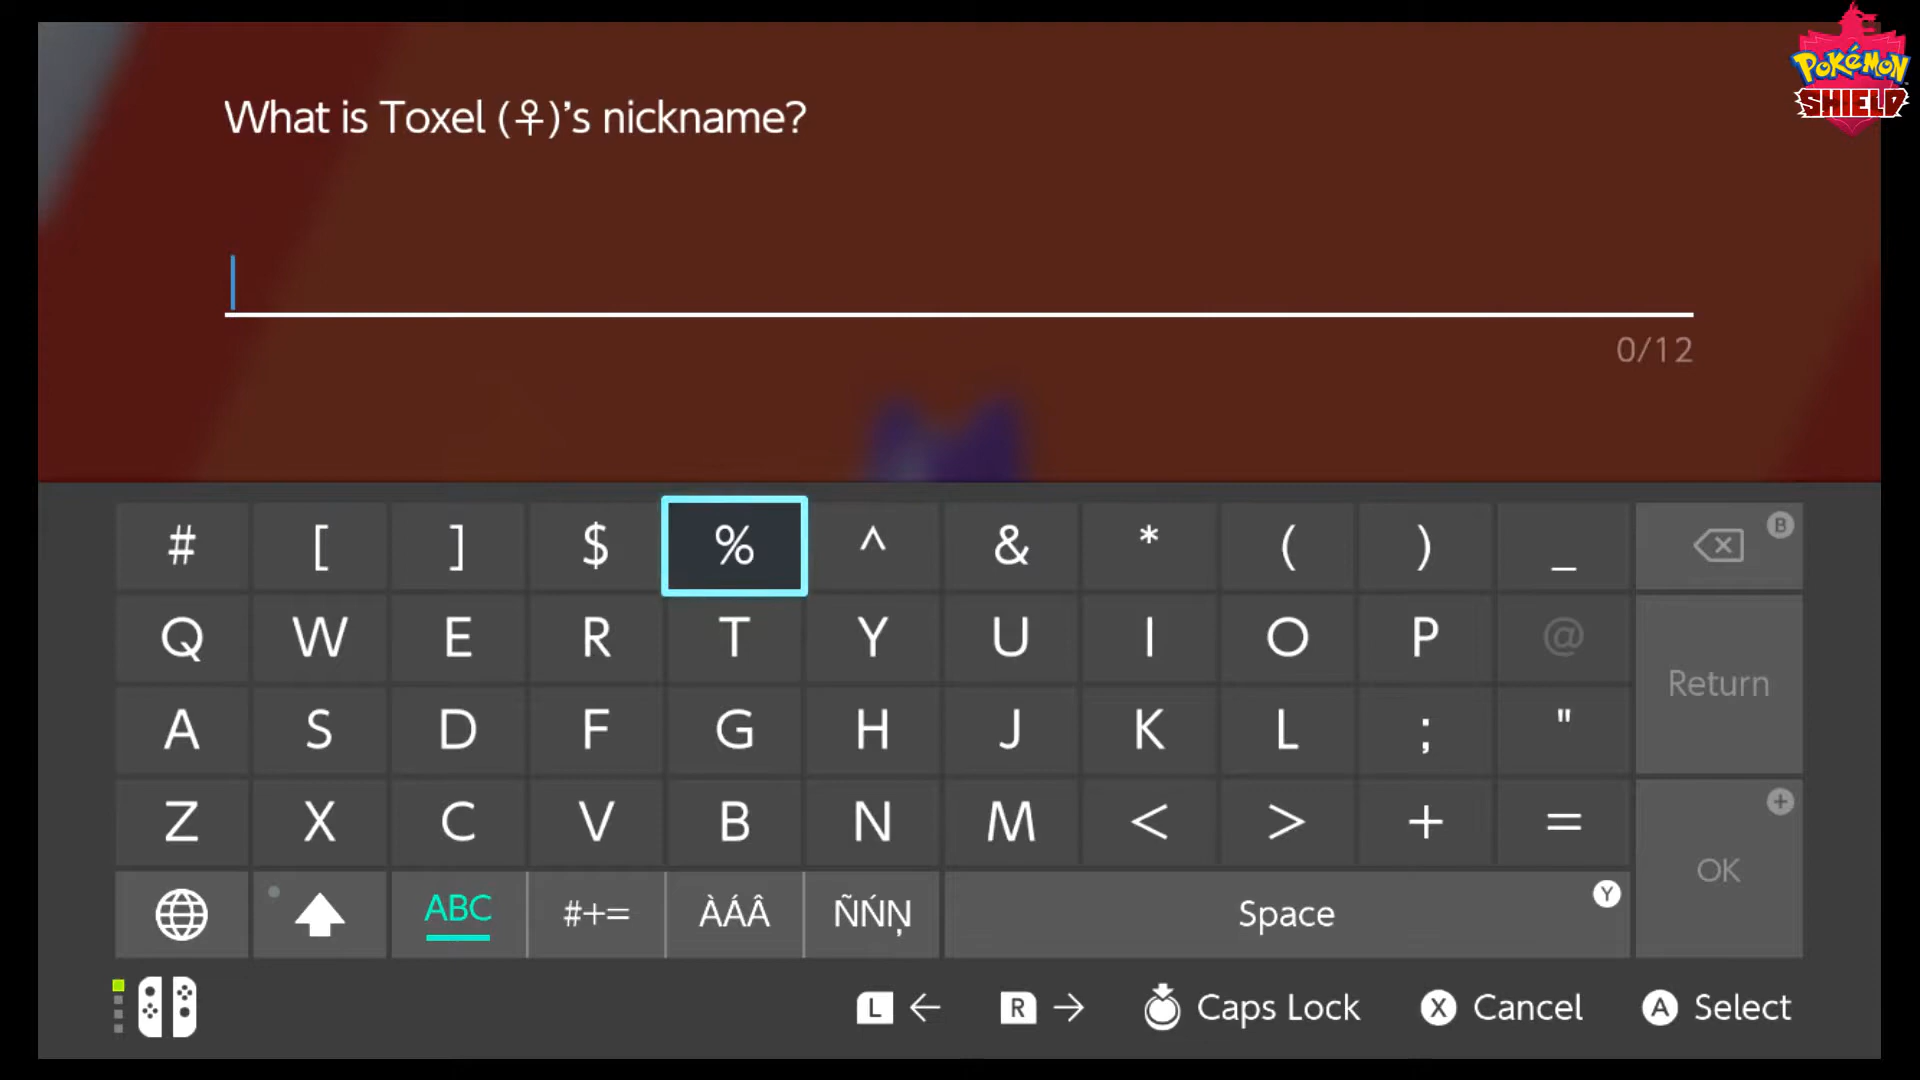 POKéMON
SHIELD
What is Toxel (♀)'s nickname?
0/12
# [ ] $ % ^ & * ( ) _ B
Q W E R T Y U I O P @
Return
A S D F G H J K L ; "
Z X C V B N M < > + = +
OK
ABC #+= ÀÁÂ ÑŃŅ Space Y
L ← R → Caps Lock X Cancel A Select